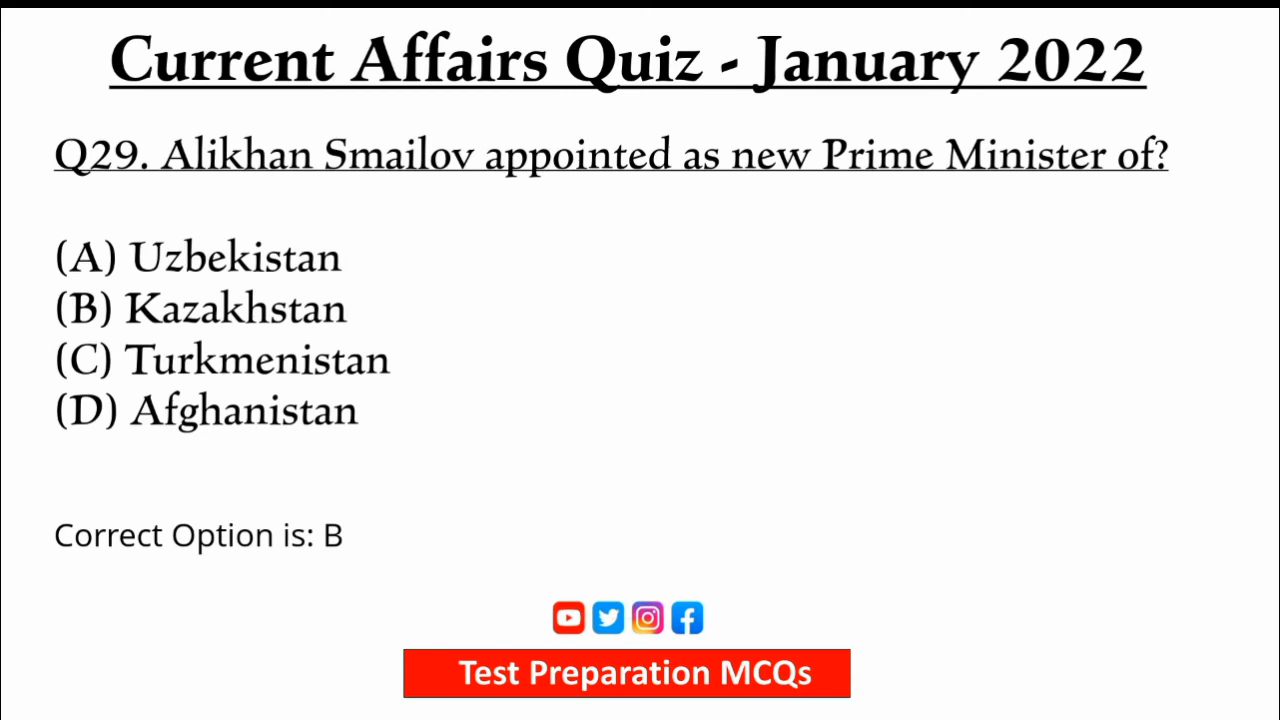 Current Affairs Quiz - January 2022
Q29. Alikhan Smailov appointed as new Prime Minister of?
(A) Uzbekistan
(B) Kazakhstan
(C) Turkmenistan
(D) Afghanistan
Correct Option is: B
Test Preparation MCQs